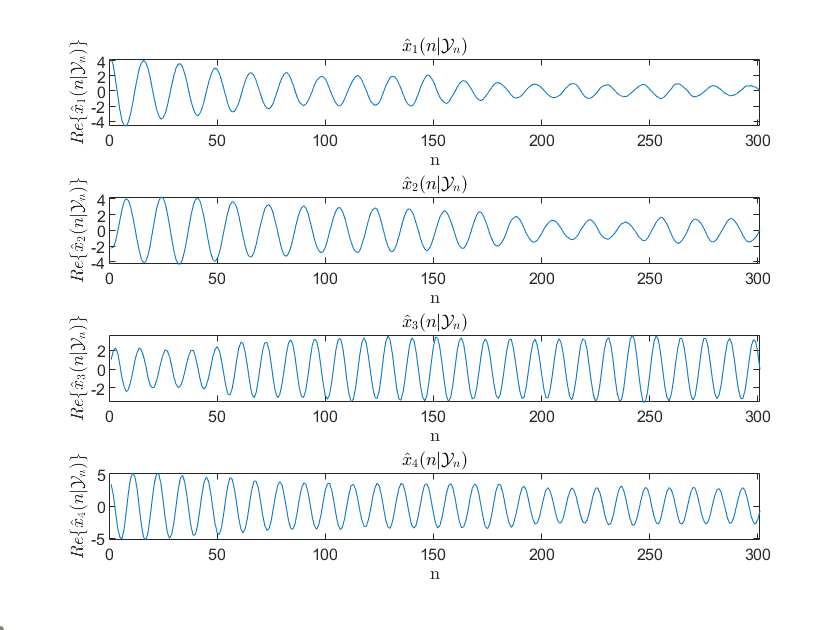 x̂₁(n|𝒴ₙ)
Re{x̂₁(n|𝒴ₙ)}
4
2
0
-2
-4
0 50 100 150 200 250 300
n
x̂₂(n|𝒴ₙ)
Re{x̂₂(n|𝒴ₙ)}
4
2
0
-2
-4
0 50 100 150 200 250 300
n
x̂₃(n|𝒴ₙ)
Re{x̂₃(n|𝒴ₙ)}
2
0
-2
0 50 100 150 200 250 300
n
x̂₄(n|𝒴ₙ)
Re{x̂₄(n|𝒴ₙ)}
5
0
-5
0 50 100 150 200 250 300
n